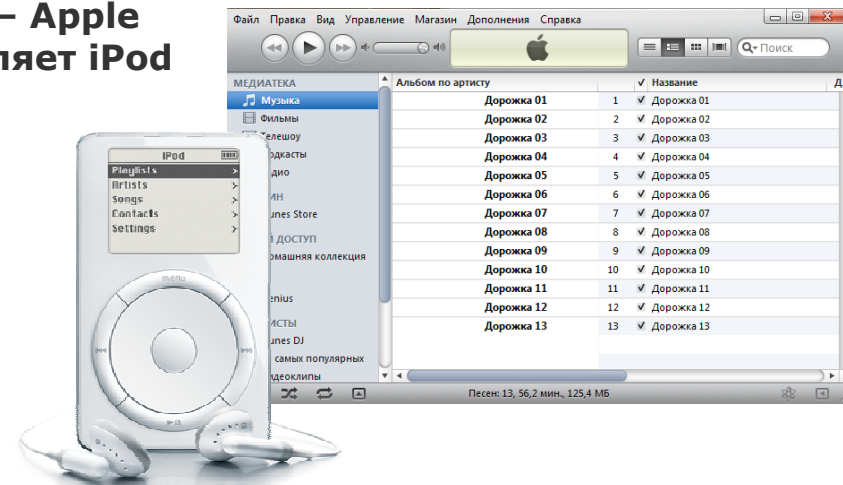 – Apple
ляет iPod
Файл Правка Вид Управление Магазин Дополнения Справка
Поиск
МЕДИАТЕКА
Музыка
Фильмы
Телешоу
Подкасты
дио
ИН
unes Store
Й ДОСТУП
омашняя коллекция
enius
ИСТЫ
unes DJ
самых популярных
идеоклипы
Альбом по артисту
Название
Д
Дорожка 01 1 Дорожка 01
Дорожка 02 2 Дорожка 02
Дорожка 03 3 Дорожка 03
Дорожка 04 4 Дорожка 04
Дорожка 05 5 Дорожка 05
Дорожка 06 6 Дорожка 06
Дорожка 07 7 Дорожка 07
Дорожка 08 8 Дорожка 08
Дорожка 09 9 Дорожка 09
Дорожка 10 10 Дорожка 10
Дорожка 11 11 Дорожка 11
Дорожка 12 12 Дорожка 12
Дорожка 13 13 Дорожка 13
Песен: 13, 56,2 мин., 125,4 МБ
iPod
Playlists >
Artists >
Songs >
Contacts >
Settings >
menu